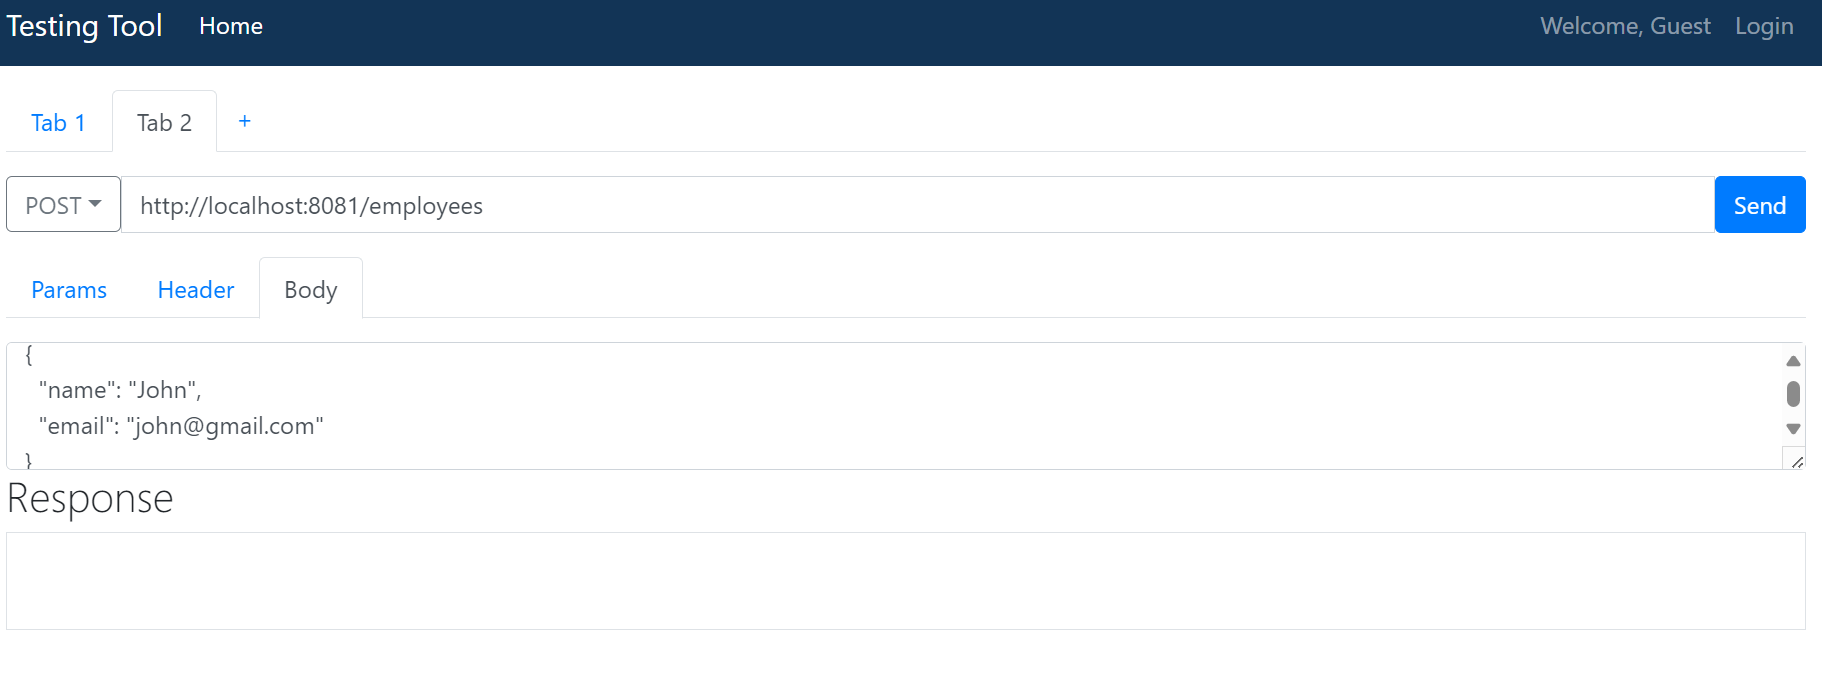 Testing Tool Home Welcome, Guest Login
Tab 1 Tab 2 +
POST http://localhost:8081/employees Send
Params Header Body
{
"name": "John",
"email": "john@gmail.com"
}
Response